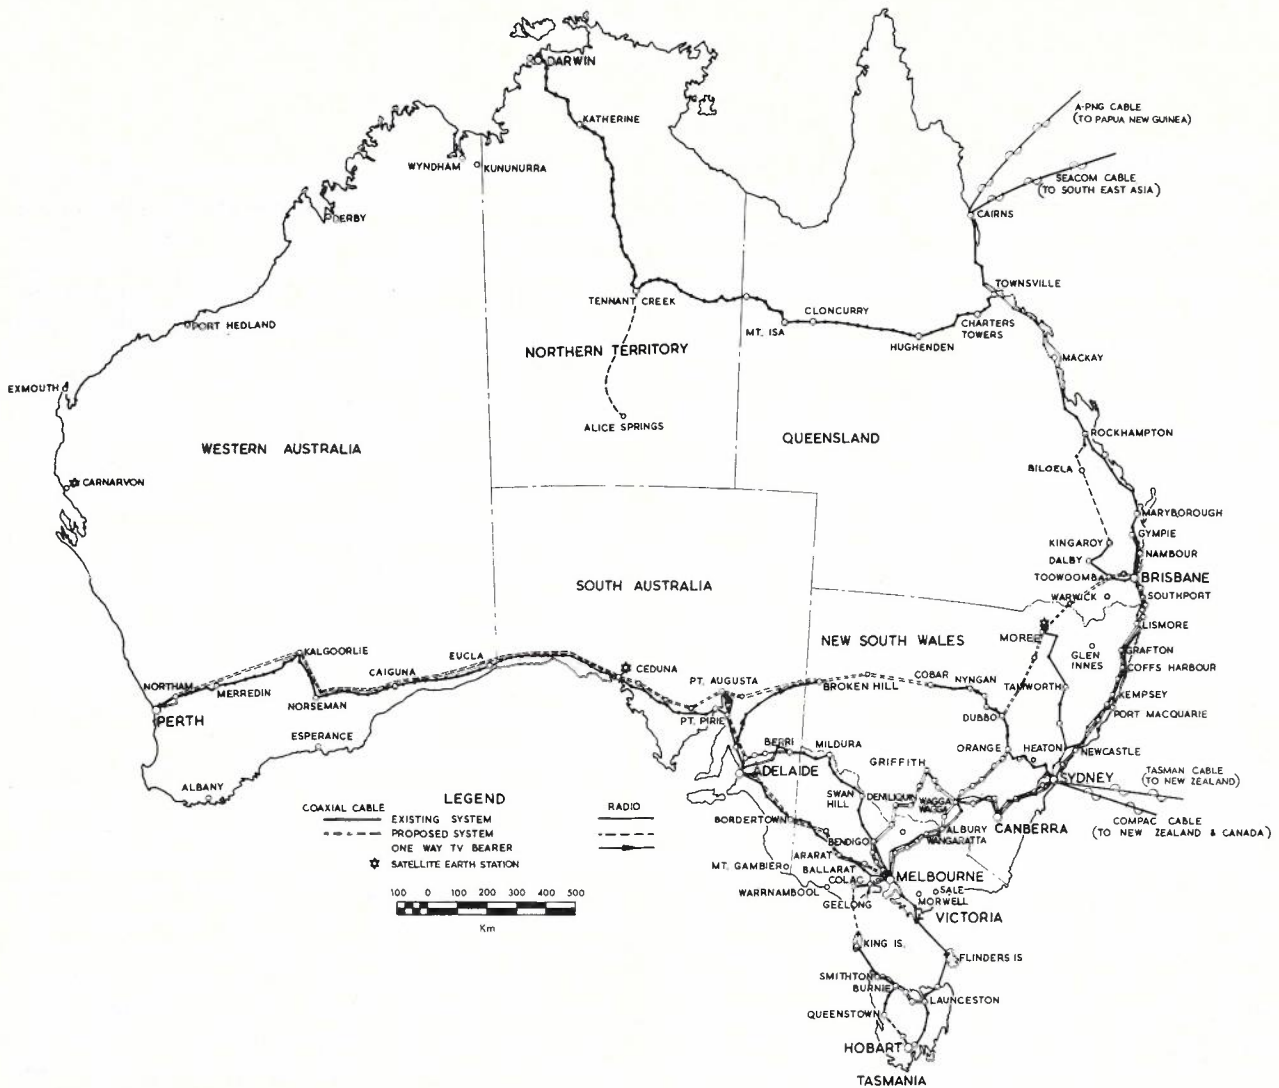 DARWIN
KATHERINE
WYNDHAM
KUNUNURRA
DERBY
A-PNG CABLE
(TO PAPUA NEW GUINEA)
SEACOM CABLE
(TO SOUTH EAST ASIA)
CAIRNS
TOWNSVILLE
TENNANT CREEK
CLONCURRY
MT. ISA
CHARTERS
TOWERS
HUGHENDEN
PORT HEDLAND
NORTHERN TERRITORY
MACKAY
EXMOUTH
ALICE SPRINGS
ROCKHAMPTON
QUEENSLAND
WESTERN AUSTRALIA
BILOELA
CARNARVON
MARYBOROUGH
GYMPIE
KINGAROY
NAMBOUR
DALBY
TOOWOOMBA
BRISBANE
SOUTH AUSTRALIA
WARWICK
SOUTHPORT
LISMORE
NEW SOUTH WALES
MOREE
GLEN
INNES
GRAFTON
COFFS HARBOUR
KALGOORLIE
EUCLA
CEDUNA
CAIGUNA
PT. AUGUSTA
COBAR
NYNGAN
BROKEN HILL
TAMWORTH
KEMPSEY
NORTHAM
MERREDIN
NORSEMAN
PERTH
PT. PIRIE
DUBBO
PORT MACQUARIE
ESPERANCE
BERRI
MILDURA
ORANGE
HEATON
NEWCASTLE
GRIFFITH
ADELAIDE
SYDNEY
TASMAN CABLE
(TO NEW ZEALAND)
ALBANY
SWAN
HILL
DENILIQUIN
WAGGA
WAGGA
LEGEND
COAXIAL CABLE
RADIO
EXISTING SYSTEM
PROPOSED SYSTEM
ONE WAY TV BEARER
SATELLITE EARTH STATION
100 0 100 200 300 400 500
Km
BORDERTOWN
ALBURY
CANBERRA
COMPAC CABLE
(TO NEW ZEALAND & CANADA)
BENDIGO
WANGARATTA
ARARAT
MT. GAMBIER
BALLARAT
COLAC
MELBOURNE
WARRNAMBOOL
SALE
MORWELL
GEELONG
VICTORIA
KING IS.
FLINDERS IS
SMITHTON
BURNIE
LAUNCESTON
QUEENSTOWN
HOBART
TASMANIA